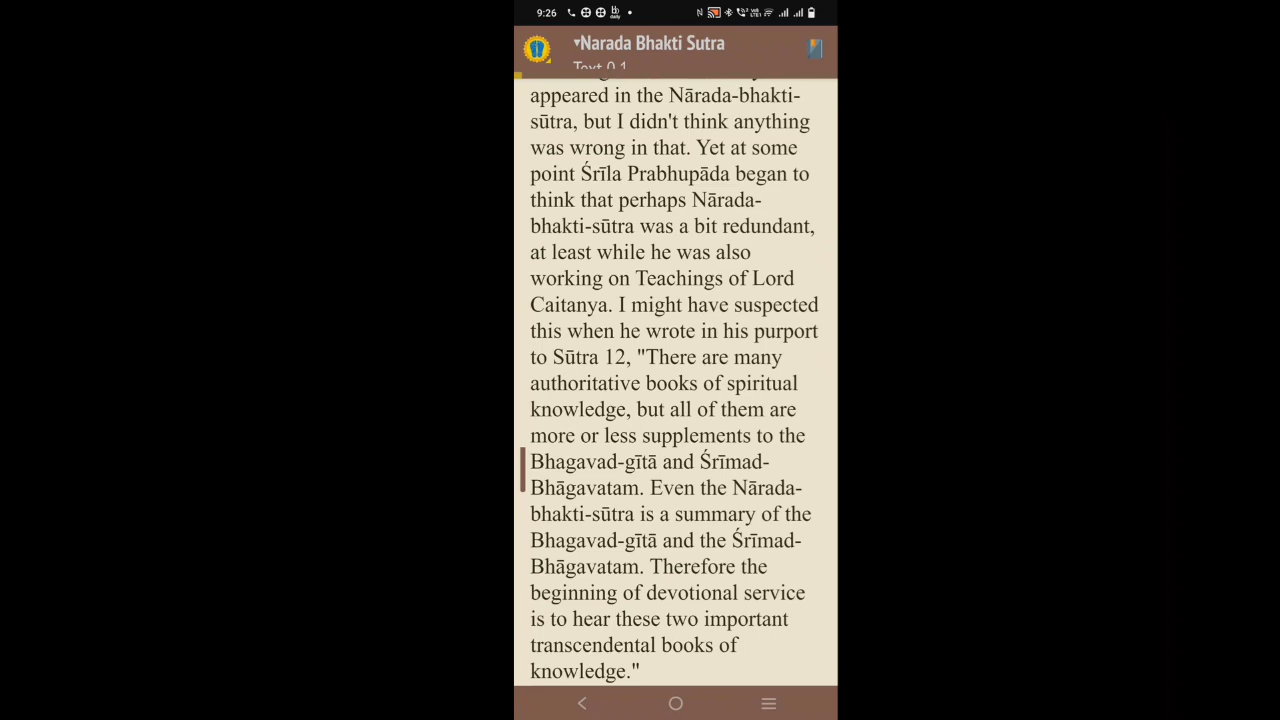 9:26
▾Narada Bhakti Sutra
Text 0.1
appeared in the Nārada-bhakti-
sūtra, but I didn't think anything
was wrong in that. Yet at some
point Śrīla Prabhupāda began to
think that perhaps Nārada-
bhakti-sūtra was a bit redundant,
at least while he was also
working on Teachings of Lord
Caitanya. I might have suspected
this when he wrote in his purport
to Sūtra 12, "There are many
authoritative books of spiritual
knowledge, but all of them are
more or less supplements to the
Bhagavad-gītā and Śrīmad-
Bhāgavatam. Even the Nārada-
bhakti-sūtra is a summary of the
Bhagavad-gītā and the Śrīmad-
Bhāgavatam. Therefore the
beginning of devotional service
is to hear these two important
transcendental books of
knowledge."